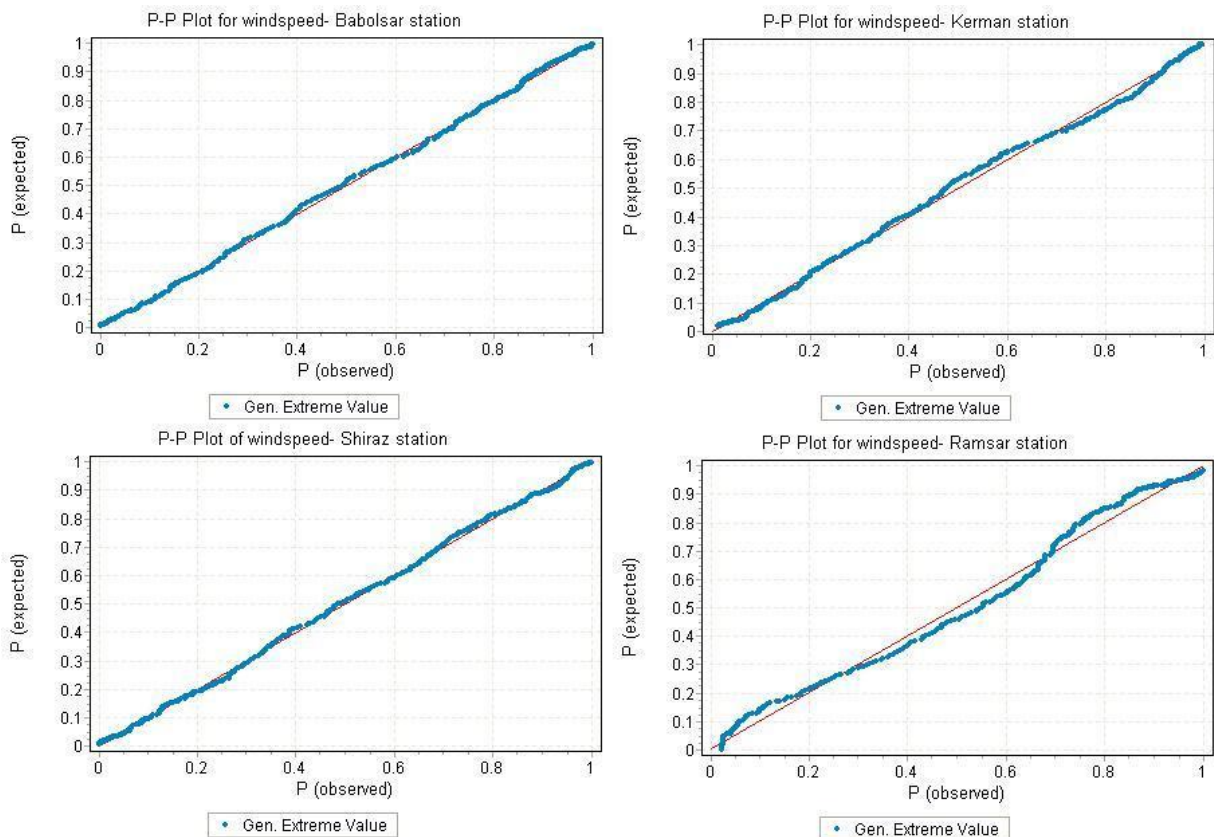 P-P Plot for windspeed- Babolsar station
P (expected)
1
0.9
0.8
0.7
0.6
0.5
0.4
0.3
0.2
0.1
0
0 0.2 0.4 0.6 0.8 1
P (observed)
Gen. Extreme Value
P-P Plot for windspeed- Kerman station
P (expected)
1
0.9
0.8
0.7
0.6
0.5
0.4
0.3
0.2
0.1
0
0 0.2 0.4 0.6 0.8 1
P (observed)
Gen. Extreme Value
P-P Plot of windspeed- Shiraz station
P (expected)
1
0.9
0.8
0.7
0.6
0.5
0.4
0.3
0.2
0.1
0
0 0.2 0.4 0.6 0.8 1
P (observed)
Gen. Extreme Value
P-P Plot for windspeed- Ramsar station
P (expected)
1
0.9
0.8
0.7
0.6
0.5
0.4
0.3
0.2
0.1
0
0 0.2 0.4 0.6 0.8 1
P (observed)
Gen. Extreme Value